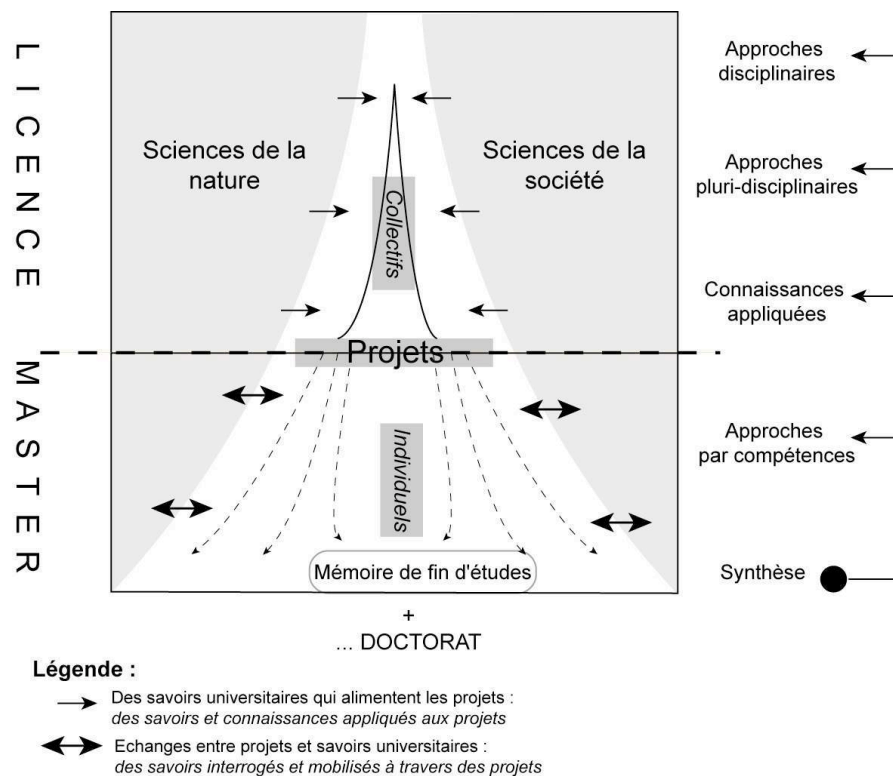 LICENCE
MASTER
Sciences de la
nature
Sciences de la
société
Collectifs
Projets
Individuels
Mémoire de fin d'études
+
... DOCTORAT
Approches
disciplinaires
Approches
pluri-disciplinaires
Connaissances
appliquées
Approches
par compétences
Synthèse
Légende :
Des savoirs universitaires qui alimentent les projets :
des savoirs et connaissances appliqués aux projets
Echanges entre projets et savoirs universitaires :
des savoirs interrogés et mobilisés à travers des projets